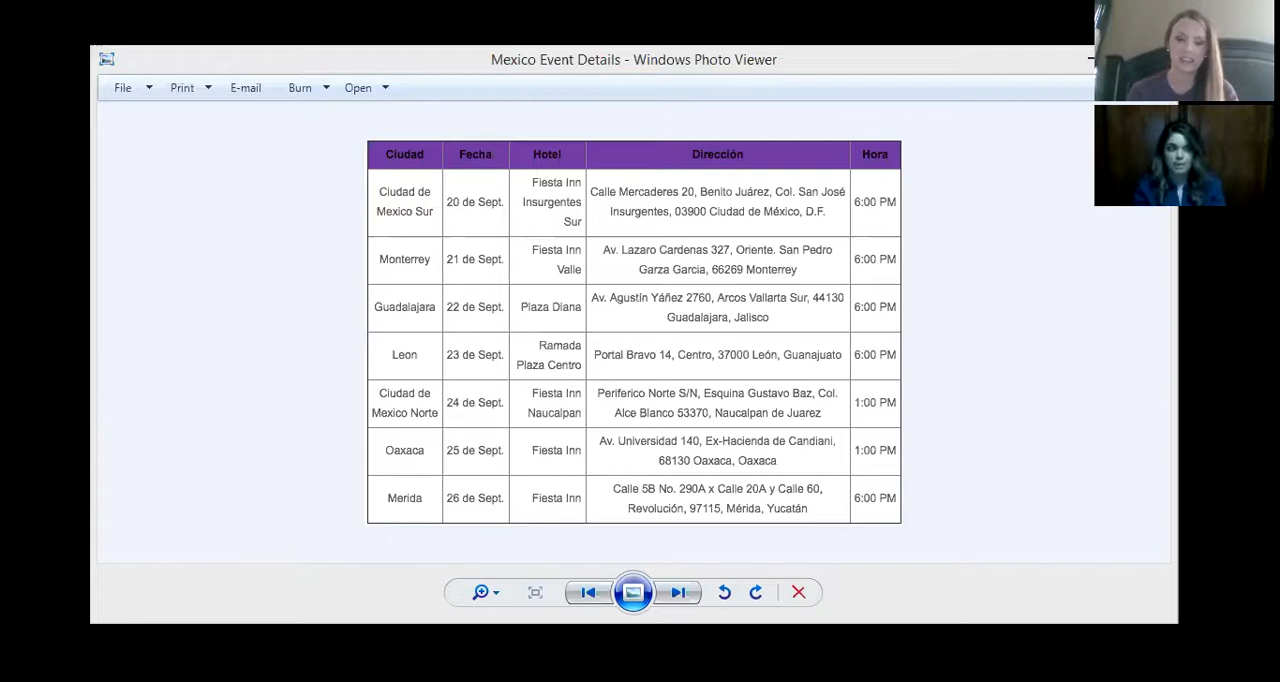 Mexico Event Details - Windows Photo Viewer
File Print E-mail Burn Open
Ciudad Fecha Hotel Dirección Hora
Ciudad de Mexico Sur 20 de Sept. Fiesta Inn Insurgentes Sur Calle Mercaderes 20, Benito Juárez, Col. San José Insurgentes, 03900 Ciudad de México, D.F. 6:00 PM
Monterrey 21 de Sept. Fiesta Inn Valle Av. Lazaro Cardenas 327, Oriente. San Pedro Garza Garcia, 66269 Monterrey 6:00 PM
Guadalajara 22 de Sept. Plaza Diana Av. Agustín Yáñez 2760, Arcos Vallarta Sur, 44130 Guadalajara, Jalisco 6:00 PM
Leon 23 de Sept. Ramada Plaza Centro Portal Bravo 14, Centro, 37000 León, Guanajuato 6:00 PM
Ciudad de Mexico Norte 24 de Sept. Fiesta Inn Naucalpan Periferico Norte S/N, Esquina Gustavo Baz, Col. Alce Blanco 53370, Naucalpan de Juarez 1:00 PM
Oaxaca 25 de Sept. Fiesta Inn Av. Universidad 140, Ex-Hacienda de Candiani, 68130 Oaxaca, Oaxaca 1:00 PM
Merida 26 de Sept. Fiesta Inn Calle 5B No. 290A x Calle 20A y Calle 60, Revolución, 97115, Mérida, Yucatán 6:00 PM